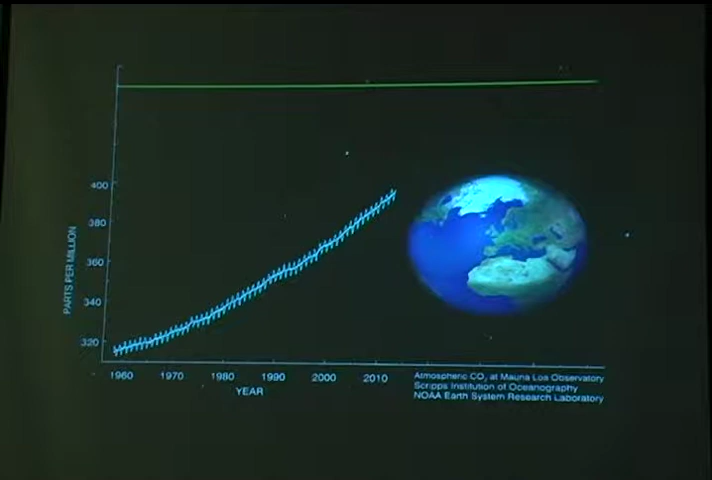 400
380
360
340
320
PARTS PER MILLION
1960 1970 1980 1990 2000 2010
YEAR
Atmospheric CO₂ at Mauna Loa Observatory
Scripps Institution of Oceanography
NOAA Earth System Research Laboratory